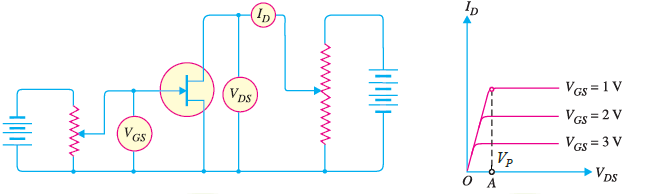 I_D
V_GS
V_DS
I_D
V_GS = 1 V
V_GS = 2 V
V_GS = 3 V
V_P
O
A
V_DS